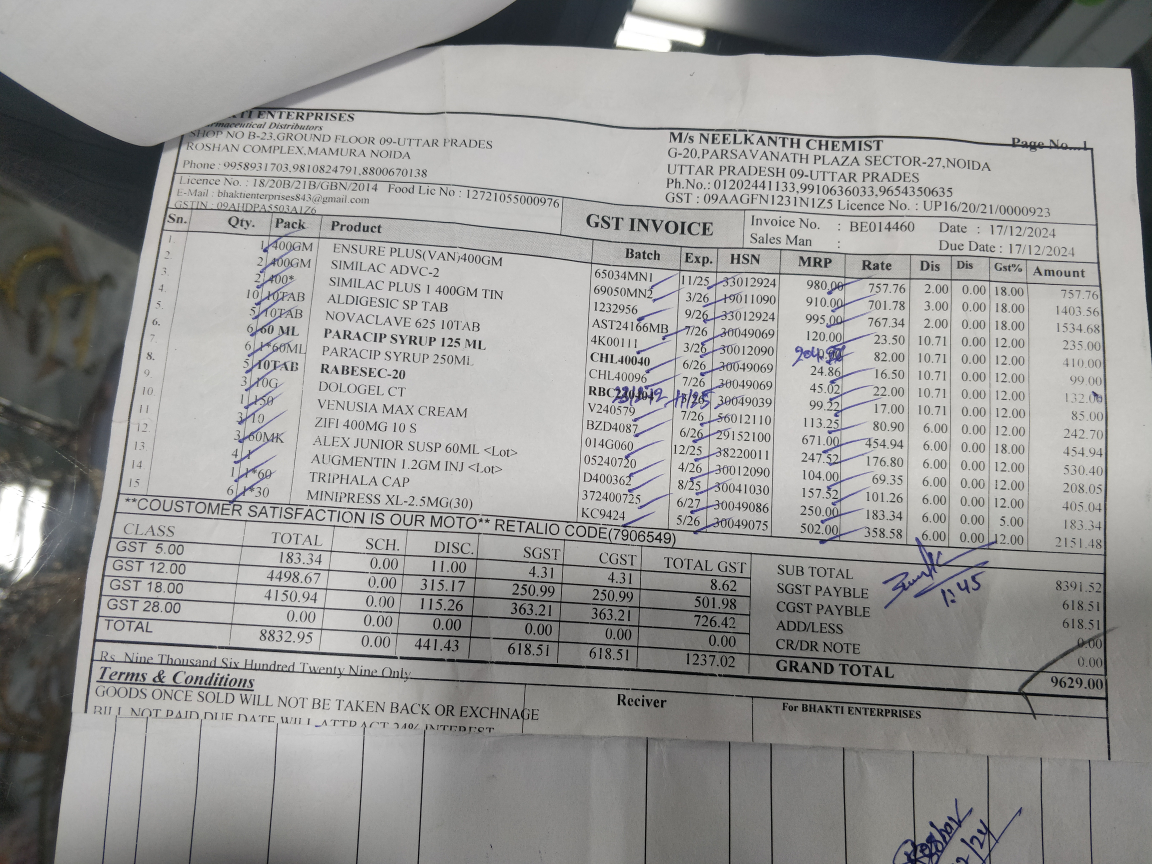 KTI ENTERPRISES
maceutical Distributors
SHOP NO B-23,GROUND FLOOR 09-UTTAR PRADES
ROSHAN COMPLEX,MAMURA NOIDA
Phone : 9958931703,9810824791,8800670138
Licence No. : 18/20B/21B/GBN/2014 Food Lic No : 12721055000976
E-Mail : bhaktienterprises843@gmail.com
GSTIN : 09AHDPA5503A1Z6
M/s NEELKANTH CHEMIST Page No...1
G-20,PARSAVANATH PLAZA SECTOR-27,NOIDA
UTTAR PRADESH 09-UTTAR PRADES
Ph.No.: 01202441133,9910636033,9654350635
GST : 09AAGFN1231N1Z5 Licence No. : UP16/20/21/0000923
GST INVOICE
Invoice No. : BE014460 Date : 17/12/2024
Sales Man : Due Date : 17/12/2024
Sn. Qty. Pack Product Batch Exp. HSN MRP Rate Dis Dis Gst% Amount
1 1 400GM ENSURE PLUS(VAN)400GM 65034MN1 11/25 33012924 980.00 757.76 2.00 0.00 18.00 757.76
2. 2 400GM SIMILAC ADVC-2 69050MN2 3/26 19011090 910.00 701.78 3.00 0.00 18.00 1403.56
3. 2 400* SIMILAC PLUS 1 400GM TIN 1232956 9/26 33012924 995.00 767.34 2.00 0.00 18.00 1534.68
4. 10 10TAB ALDIGESIC SP TAB AST24166MB 7/26 30049069 120.00 23.50 10.71 0.00 12.00 235.00
5. 5 10TAB NOVACLAVE 625 10TAB 4K00111 3/26 30012090 82.00 10.71 0.00 12.00 410.00
6. 6 60 ML PARACIP SYRUP 125 ML CHL40040 6/26 30049069 24.86 16.50 10.71 0.00 12.00 99.00
7. 6 1*60ML PARACIP SYRUP 250ML CHL40096 7/26 30049069 45.02 22.00 10.71 0.00 12.00 132.00
8. 5 10TAB RABESEC-20 30049039 99.22 17.00 10.71 0.00 12.00 85.00
9. 3 10G DOLOGEL CT V240579 7/26 56012110 113.25 80.90 6.00 0.00 12.00 242.70
10. 1 150 VENUSIA MAX CREAM BZD4087 6/26 29152100 671.00 454.94 6.00 0.00 18.00 454.94
11. 3 10 ZIFI 400MG 10 S 014G060 12/25 38220011 247.52 176.80 6.00 0.00 12.00 530.40
12. 3 60MK ALEX JUNIOR SUSP 60ML <Lot> 05240720 4/26 30012090 104.00 69.35 6.00 0.00 12.00 208.05
13 4 1 AUGMENTIN 1.2GM INJ <Lot> D400362 8/25 30041030 157.52 101.26 6.00 0.00 12.00 405.04
14 1 1*60 TRIPHALA CAP 372400725 6/27 30049086 250.00 183.34 6.00 0.00 5.00 183.34
15 6 1*30 MINIPRESS XL-2.5MG(30) KC9424 5/26 30049075 502.00 358.58 6.00 0.00 12.00 2151.48
**COUSTOMER SATISFACTION IS OUR MOTO** RETALIO CODE(7906549)
CLASS TOTAL SCH. DISC. SGST CGST TOTAL GST
GST 5.00 183.34 0.00 11.00 4.31 4.31 8.62
GST 12.00 4498.67 0.00 315.17 250.99 250.99 501.98
GST 18.00 4150.94 0.00 115.26 363.21 363.21 726.42
GST 28.00 0.00 0.00 0.00 0.00 0.00 0.00
TOTAL 8832.95 0.00 441.43 618.51 618.51 1237.02
SUB TOTAL 8391.52
SGST PAYBLE 618.51
CGST PAYBLE 618.51
ADD/LESS 0.00
CR/DR NOTE 0.00
GRAND TOTAL 9629.00
1:45
Rs. Nine Thousand Six Hundred Twenty Nine Only
Terms & Conditions
GOODS ONCE SOLD WILL NOT BE TAKEN BACK OR EXCHNAGE
BILL NOT PAID DUE DATE WILL ATTRACT 24% INTEREST
Reciver
For BHAKTI ENTERPRISES